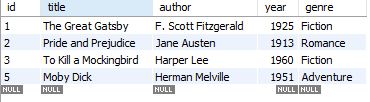 id title author year genre
1 The Great Gatsby F. Scott Fitzgerald 1925 Fiction
2 Pride and Prejudice Jane Austen 1913 Romance
3 To Kill a Mockingbird Harper Lee 1960 Fiction
5 Moby Dick Herman Melville 1951 Adventure
NULL NULL NULL NULL NULL